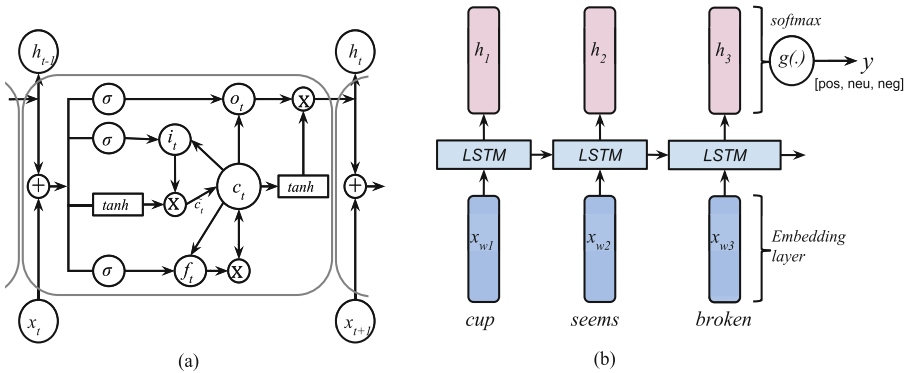 h_{t-1}
h_t
σ
o_t
x
σ
i_t
+
tanh
x
c'_t
c_t
tanh
+
σ
f_t
x
x_t
x_{t+1}
(a)
h_1
h_2
h_3
softmax
g(.)
y
[pos, neu, neg]
LSTM
LSTM
LSTM
x_{w1}
x_{w2}
x_{w3}
Embedding
layer
cup
seems
broken
(b)